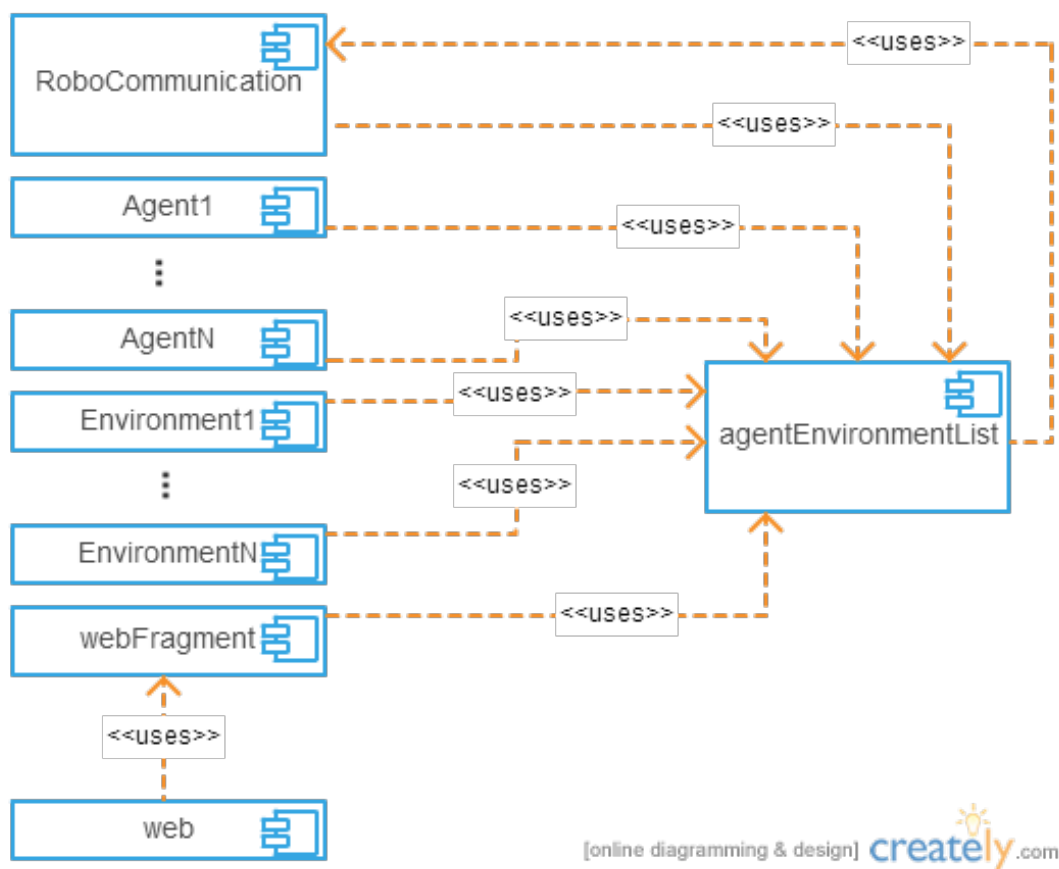 RoboCommunication
<<uses>>
<<uses>>
Agent1
<<uses>>
AgentN
<<uses>>
Environment1
<<uses>>
agentEnvironmentList
<<uses>>
EnvironmentN
webFragment
<<uses>>
<<uses>>
web
[online diagramming & design] creately.com